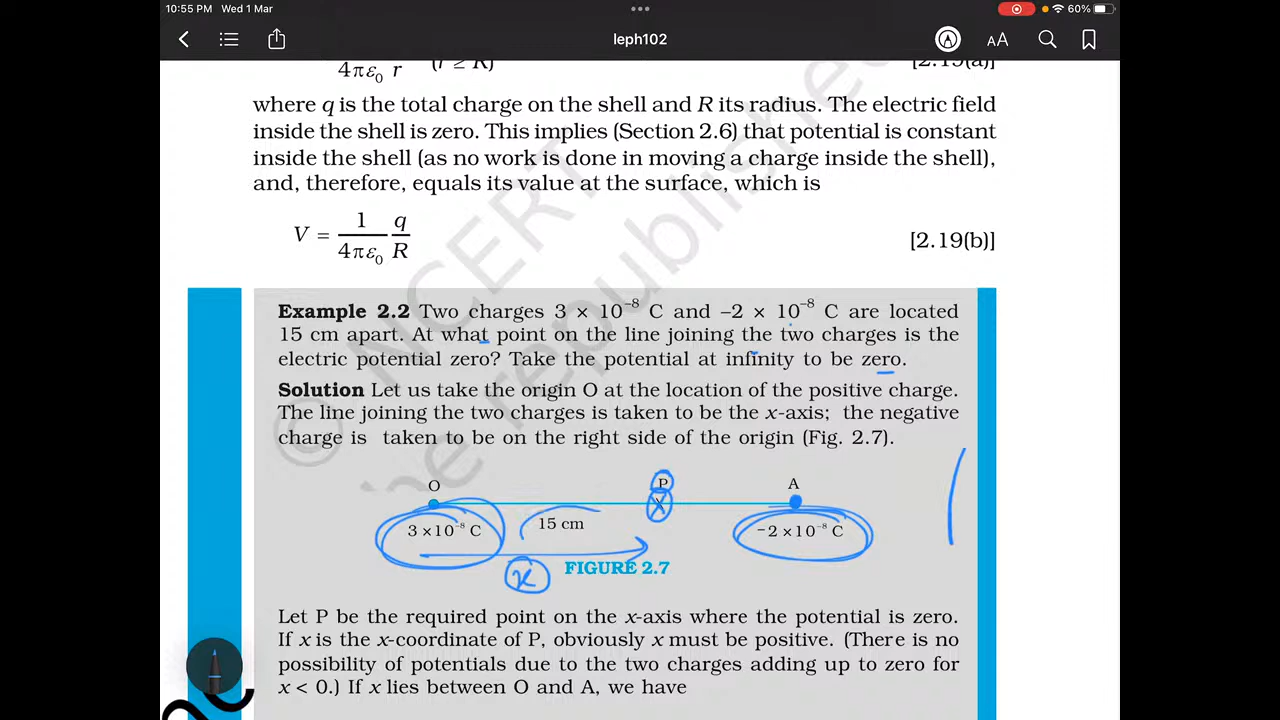 10:55 PM Wed 1 Mar
60%
leph102
AA
4πε₀ r (r ≥ R) [2.19(a)]
where q is the total charge on the shell and R its radius. The electric field
inside the shell is zero. This implies (Section 2.6) that potential is constant
inside the shell (as no work is done in moving a charge inside the shell),
and, therefore, equals its value at the surface, which is
V = 1/4πε₀ q/R [2.19(b)]
Example 2.2 Two charges 3 × 10⁻⁸ C and –2 × 10⁻⁸ C are located
15 cm apart. At what point on the line joining the two charges is the
electric potential zero? Take the potential at infinity to be zero.
Solution Let us take the origin O at the location of the positive charge.
The line joining the two charges is taken to be the x-axis; the negative
charge is taken to be on the right side of the origin (Fig. 2.7).
O P A
3 ×10⁻⁸ C 15 cm –2 ×10⁻⁸ C
x FIGURE 2.7
Let P be the required point on the x-axis where the potential is zero.
If x is the x-coordinate of P, obviously x must be positive. (There is no
possibility of potentials due to the two charges adding up to zero for
x < 0.) If x lies between O and A, we have
© NCERT
be republished